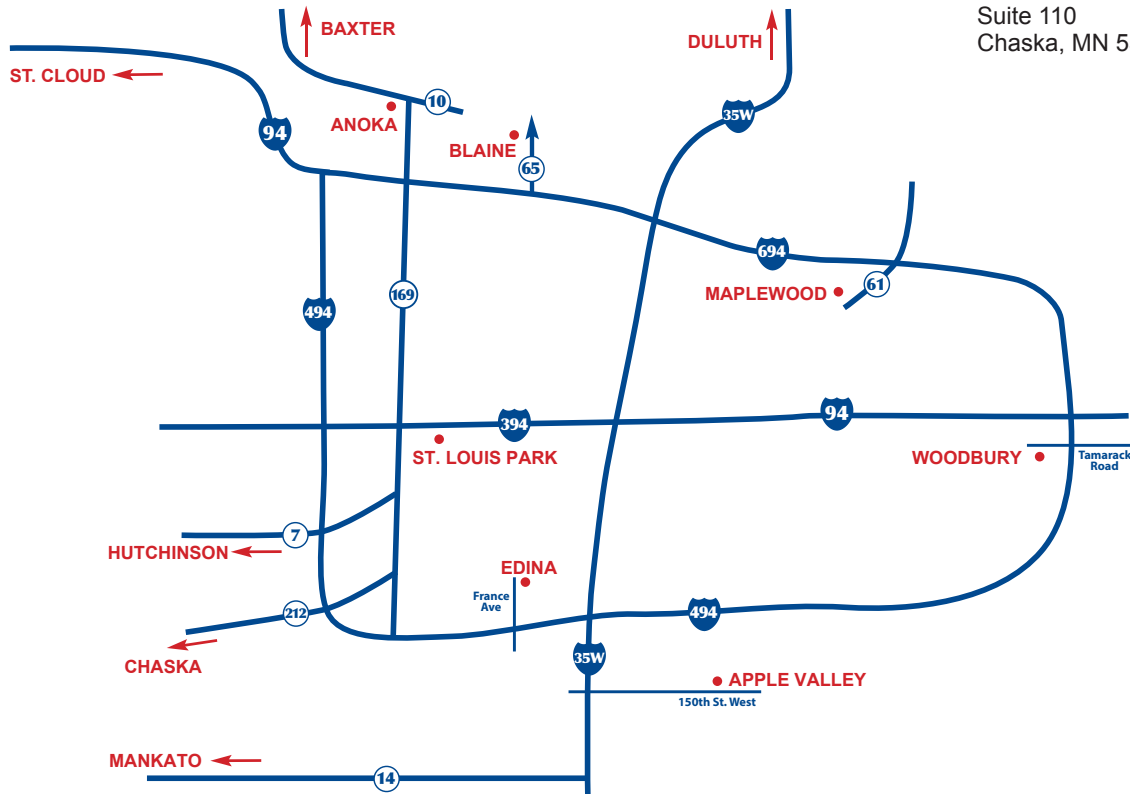 Suite 110
Chaska, MN 5
BAXTER
DULUTH
ST. CLOUD
10
ANOKA
35W
94
BLAINE
65
694
61
MAPLEWOOD
169
494
94
394
ST. LOUIS PARK
WOODBURY
Tamarack
Road
7
HUTCHINSON
EDINA
France
Ave
212
494
CHASKA
35W
APPLE VALLEY
150th St. West
MANKATO
14